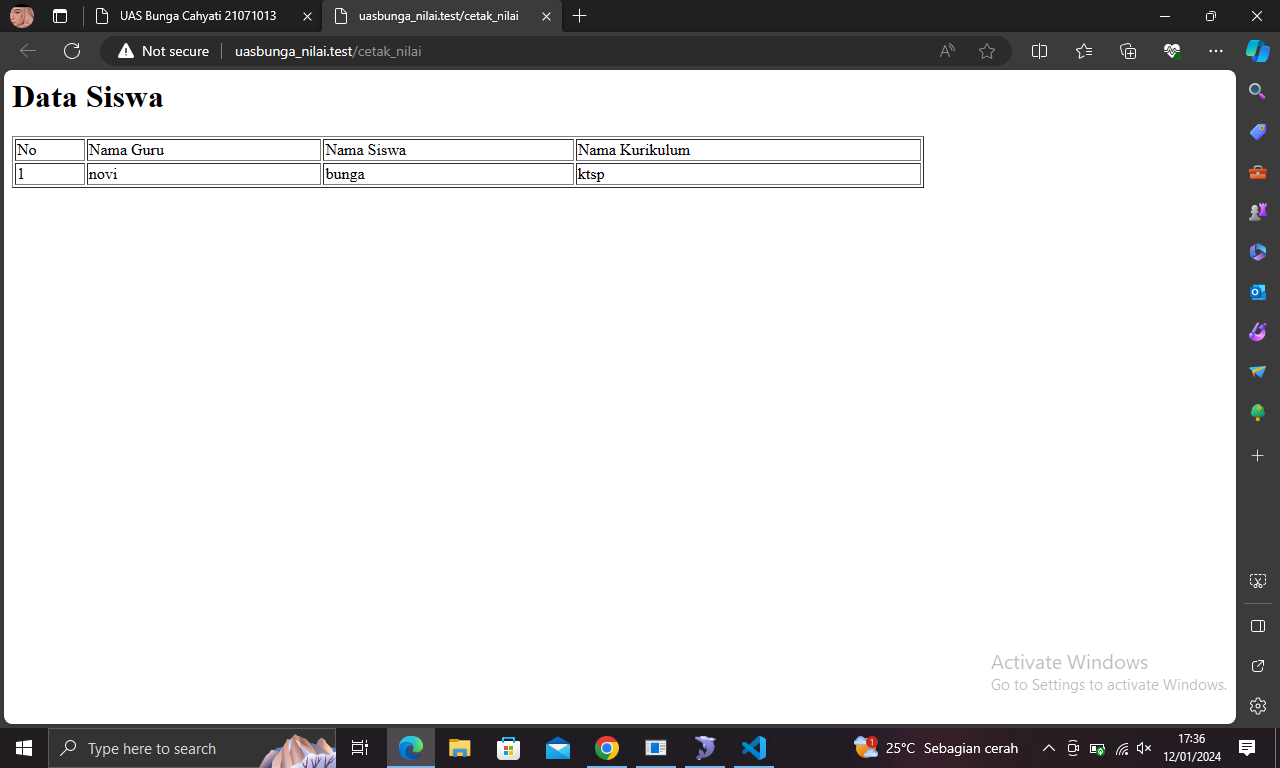 UAS Bunga Cahyati 21071013
uasbunga_nilai.test/cetak_nilai
Not secure
uasbunga_nilai.test/cetak_nilai
Data Siswa
No Nama Guru Nama Siswa Nama Kurikulum
1 novi bunga ktsp
Activate Windows
Go to Settings to activate Windows.
Type here to search
1
25°C Sebagian cerah
17:36
12/01/2024